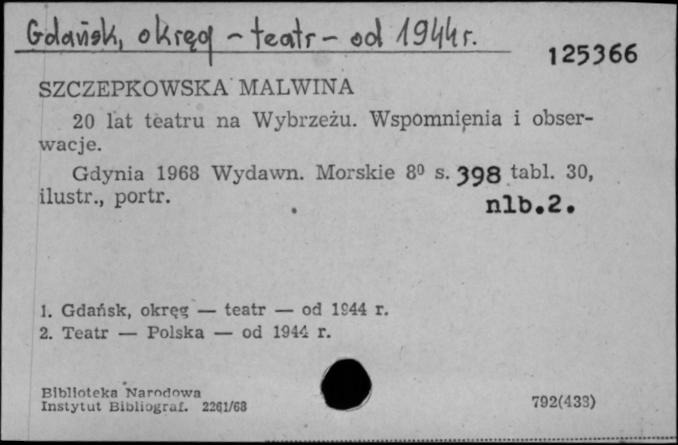 Gdańsk, okręg - teatr - od 1944 r.
125366
SZCZEPKOWSKA MALWINA
20 lat teatru na Wybrzeżu. Wspomnienia i obser-
wacje.
Gdynia 1968 Wydawn. Morskie 8⁰ s. 398 tabl. 30,
ilustr., portr.
nlb.2.
1. Gdańsk, okręg — teatr — od 1944 r.
2. Teatr — Polska — od 1944 r.
Biblioteka Narodowa
Instytut Bibliograf. 2261/68
792(433)